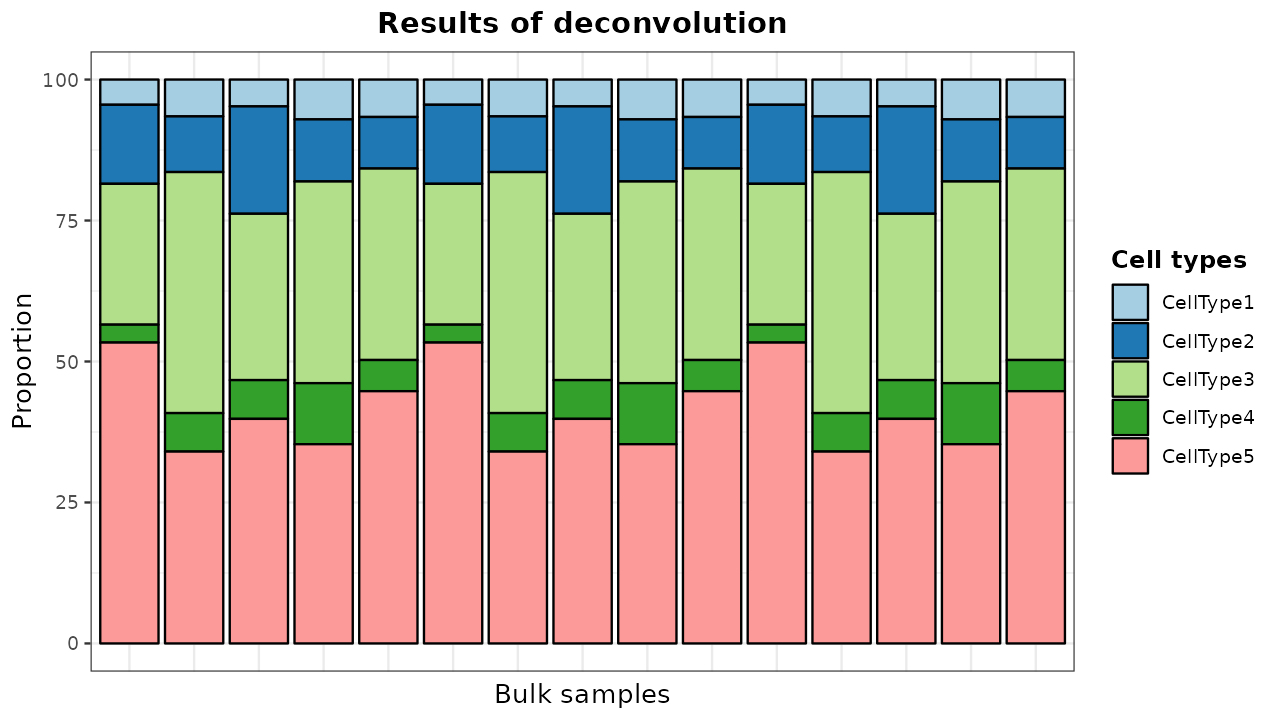 Results of deconvolution
100
75
50
25
0
Proportion
Bulk samples
Cell types
CellType1
CellType2
CellType3
CellType4
CellType5